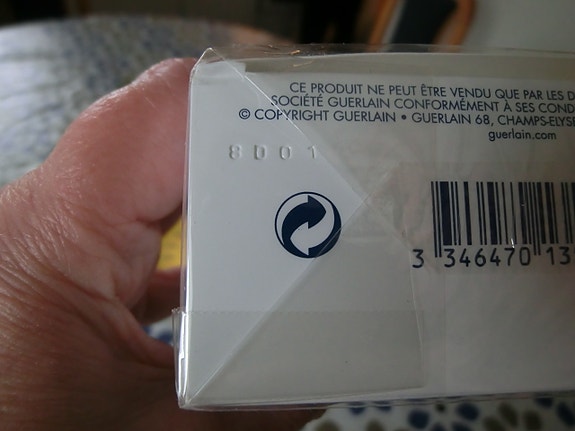 CE PRODUIT NE PEUT ÊTRE VENDU QUE PAR LES
SOCIÉTÉ GUERLAIN CONFORMÉMENT À SES
© COPYRIGHT GUERLAIN • GUERLAIN 68, CHAMPS-ELYSE
guerlain.com
8D01
3 346470 13